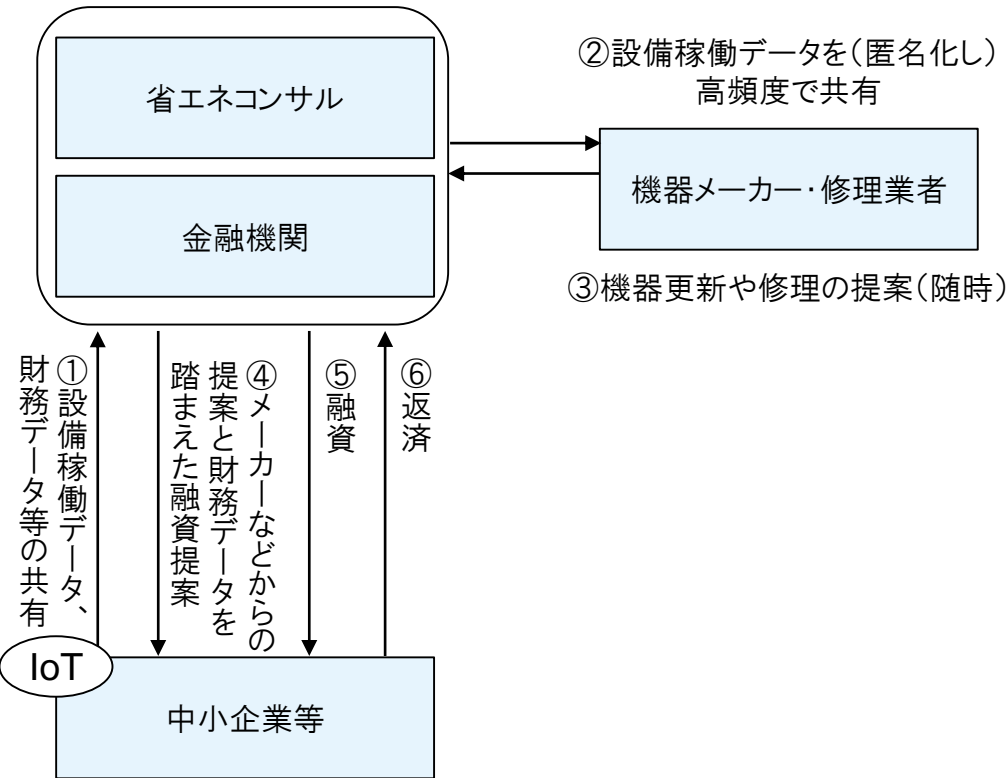 省エネコンサル
金融機関
②設備稼働データを(匿名化し)
高頻度で共有
機器メーカー・修理業者
③機器更新や修理の提案(随時)
①設備稼働データ、
財務データ等の共有
④メーカーなどからの
提案と財務データを
踏まえた融資提案
⑤融資
⑥返済
IoT
中小企業等